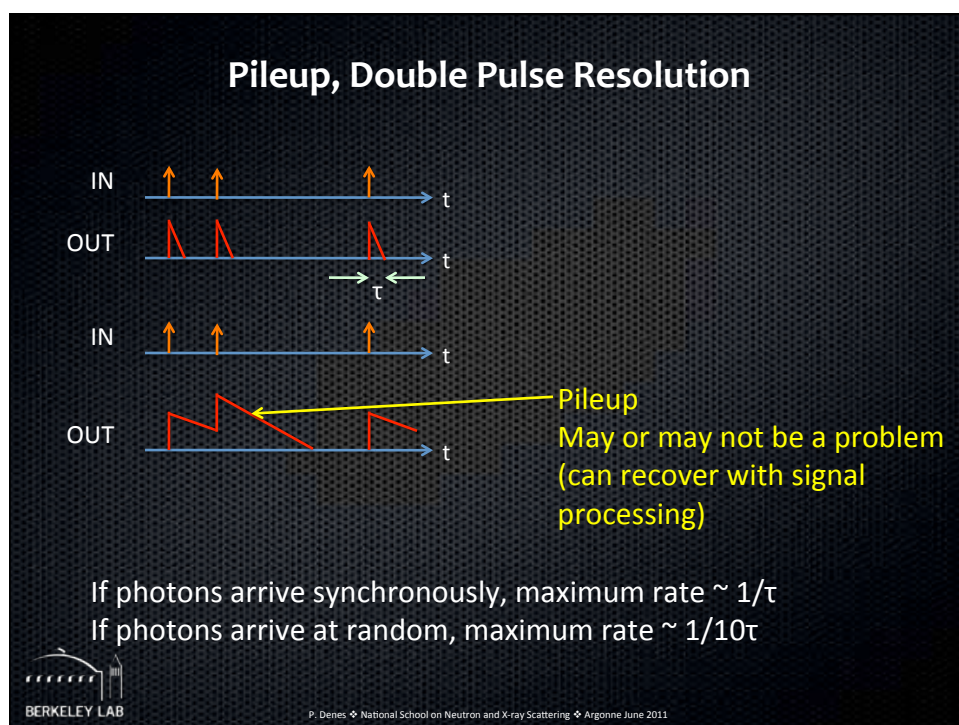 Pileup, Double Pulse Resolution
IN
t
OUT
t
τ
IN
t
OUT
t
Pileup
May or may not be a problem
(can recover with signal
processing)
If photons arrive synchronously, maximum rate ~ 1/τ
If photons arrive at random, maximum rate ~ 1/10τ
BERKELEY LAB
P. Denes ❖ National School on Neutron and X-ray Scattering ❖ Argonne June 2011